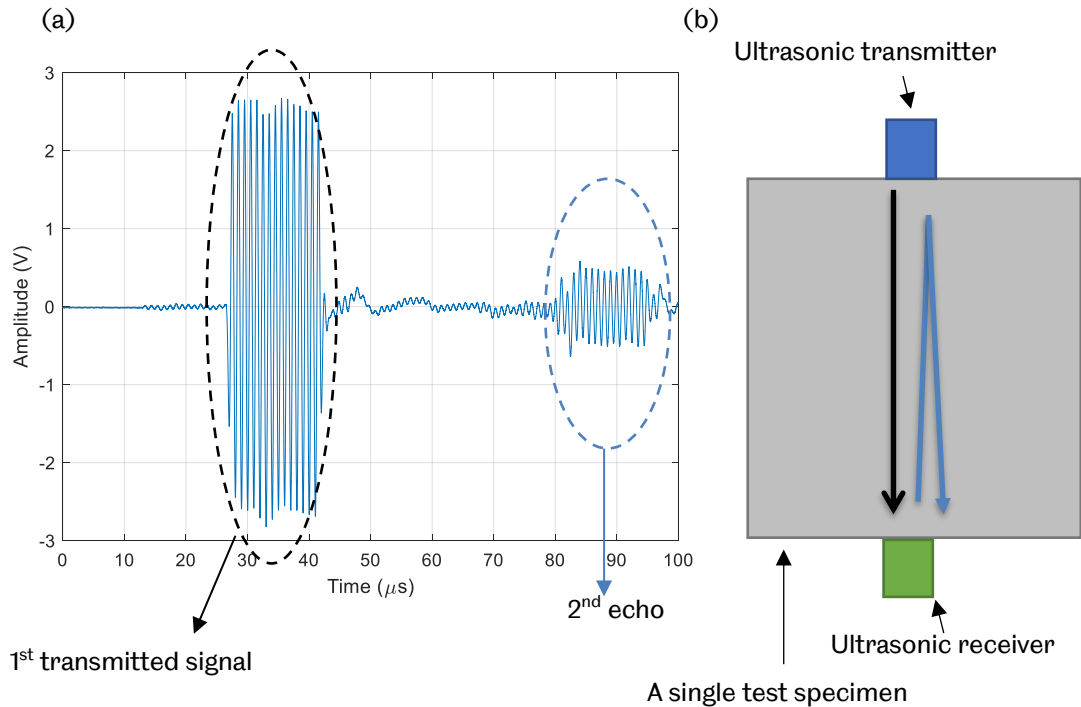 (a)
3
2
1
0
-1
-2
-3
Amplitude (V)
0 10 20 30 40 50 60 70 80 90 100
Time (μs)
1st transmitted signal
2nd echo
(b)
Ultrasonic transmitter
Ultrasonic receiver
A single test specimen